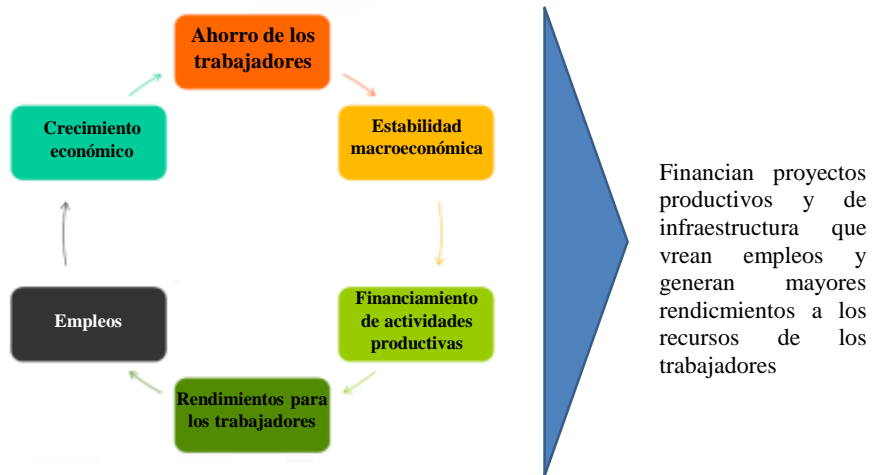 Ahorro de los
trabajadores
Estabilidad
macroeconómica
Financiamiento
de actividades
productivas
Rendimientos para
los trabajadores
Empleos
Crecimiento
económico
Financian proyectos
productivos y de
infraestructura que
vrean empleos y
generan mayores
rendicmientos a los
recursos de los
trabajadores